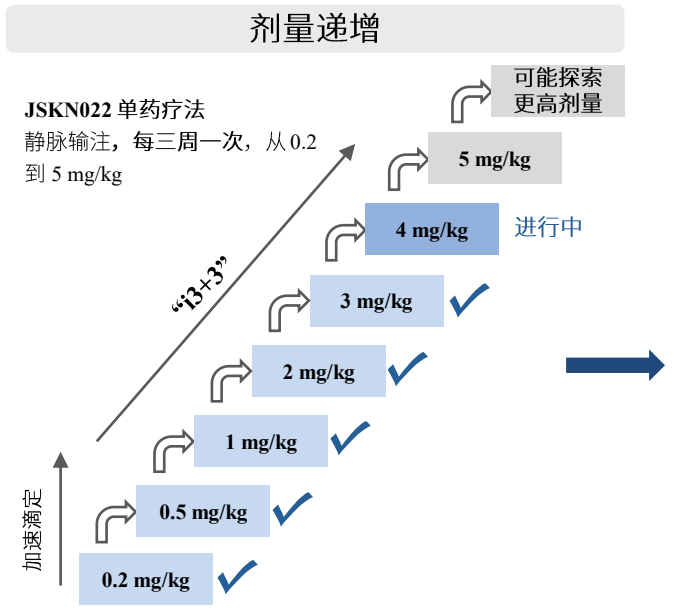 剂量递增
JSKN022 单药疗法
静脉输注，每三周一次，从 0.2
到 5 mg/kg
可能探索
更高剂量
5 mg/kg
4 mg/kg
进行中
“i3+3”
3 mg/kg
2 mg/kg
1 mg/kg
0.5 mg/kg
加速滴定
0.2 mg/kg